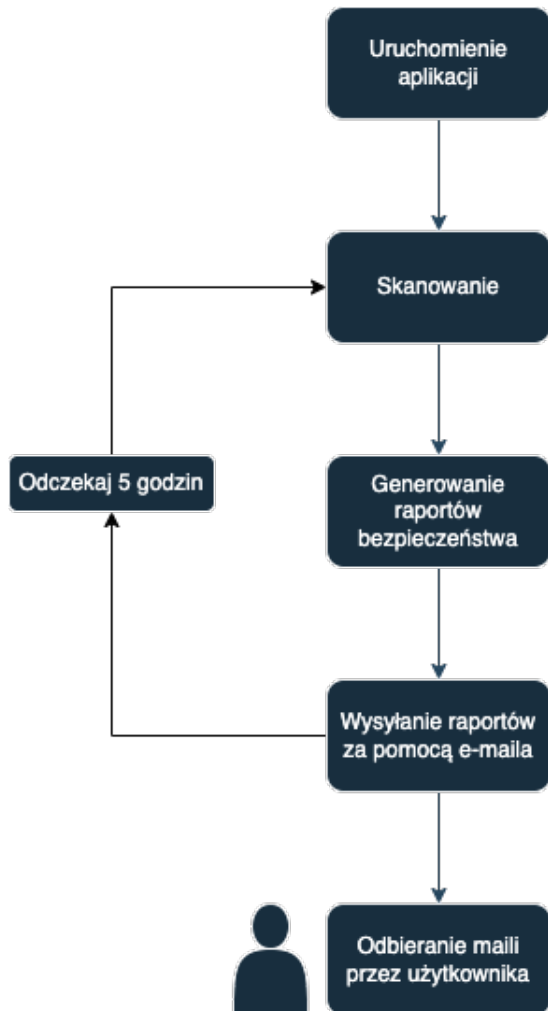 Uruchomienie
aplikacji
Skanowanie
Odczekaj 5 godzin
Generowanie
raportów
bezpieczeństwa
Wysyłanie raportów
za pomocą e-maila
Odbieranie maili
przez użytkownika